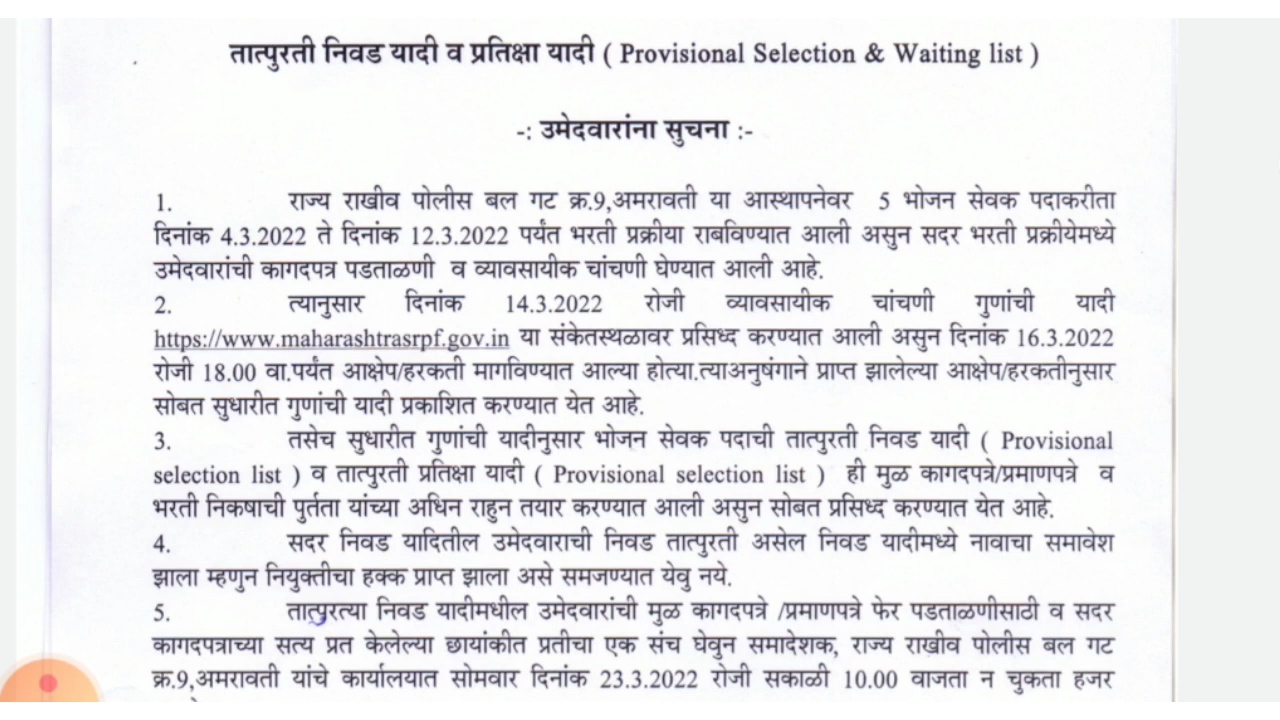 तात्पुरती निवड यादी व प्रतिक्षा यादी ( Provisional Selection & Waiting list )
-: उमेदवारांना सुचना :-
1. राज्य राखीव पोलीस बल गट क्र.9,अमरावती या आस्थापनेवर 5 भोजन सेवक पदाकरीता
दिनांक 4.3.2022 ते दिनांक 12.3.2022 पर्यंत भरती प्रक्रीया राबविण्यात आली असुन सदर भरती प्रक्रीयेमध्ये
उमेदवारांची कागदपत्र पडताळणी व व्यावसायीक चांचणी घेण्यात आली आहे.
2. त्यानुसार दिनांक 14.3.2022 रोजी व्यावसायीक चांचणी गुणांची यादी
https://www.maharashtrasrpf.gov.in या संकेतस्थळावर प्रसिध्द करण्यात आली असुन दिनांक 16.3.2022
रोजी 18.00 वा.पर्यंत आक्षेप/हरकती मागविण्यात आल्या होत्या.त्याअनुषंगाने प्राप्त झालेल्या आक्षेप/हरकतीनुसार
सोबत सुधारीत गुणांची यादी प्रकाशित करण्यात येत आहे.
3. तसेच सुधारीत गुणांची यादीनुसार भोजन सेवक पदाची तात्पुरती निवड यादी ( Provisional
selection list ) व तात्पुरती प्रतिक्षा यादी ( Provisional selection list ) ही मुळ कागदपत्रे/प्रमाणपत्रे व
भरती निकषाची पुर्तता यांच्या अधिन राहुन तयार करण्यात आली असुन सोबत प्रसिध्द करण्यात येत आहे.
4. सदर निवड यादितील उमेदवाराची निवड तात्पुरती असेल निवड यादीमध्ये नावाचा समावेश
झाला म्हणुन नियुक्तीचा हक्क प्राप्त झाला असे समजण्यात येवु नये.
5. तात्पुरत्या निवड यादीमधील उमेदवारांची मुळ कागदपत्रे /प्रमाणपत्रे फेर पडताळणीसाठी व सदर
कागदपत्राच्या सत्य प्रत केलेल्या छायांकीत प्रतीचा एक संच घेवुन समादेशक, राज्य राखीव पोलीस बल गट
क्र.9,अमरावती यांचे कार्यालयात सोमवार दिनांक 23.3.2022 रोजी सकाळी 10.00 वाजता न चुकता हजर